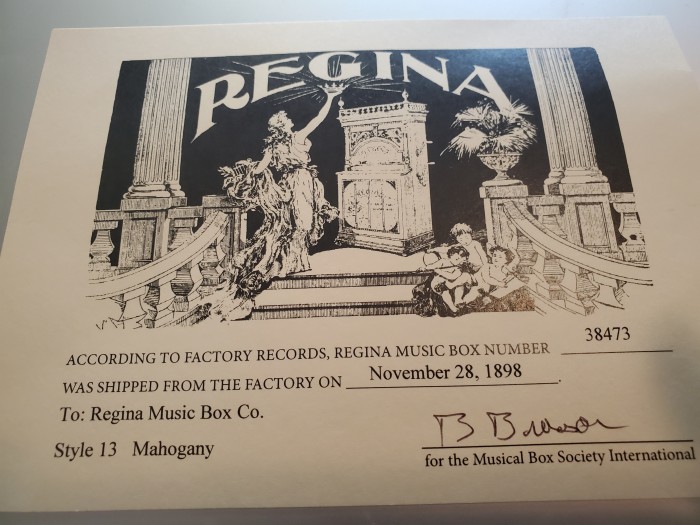 REGINA
ACCORDING TO FACTORY RECORDS, REGINA MUSIC BOX NUMBER 38473
WAS SHIPPED FROM THE FACTORY ON November 28, 1898.
To: Regina Music Box Co.
Style 13 Mahogany
for the Musical Box Society International